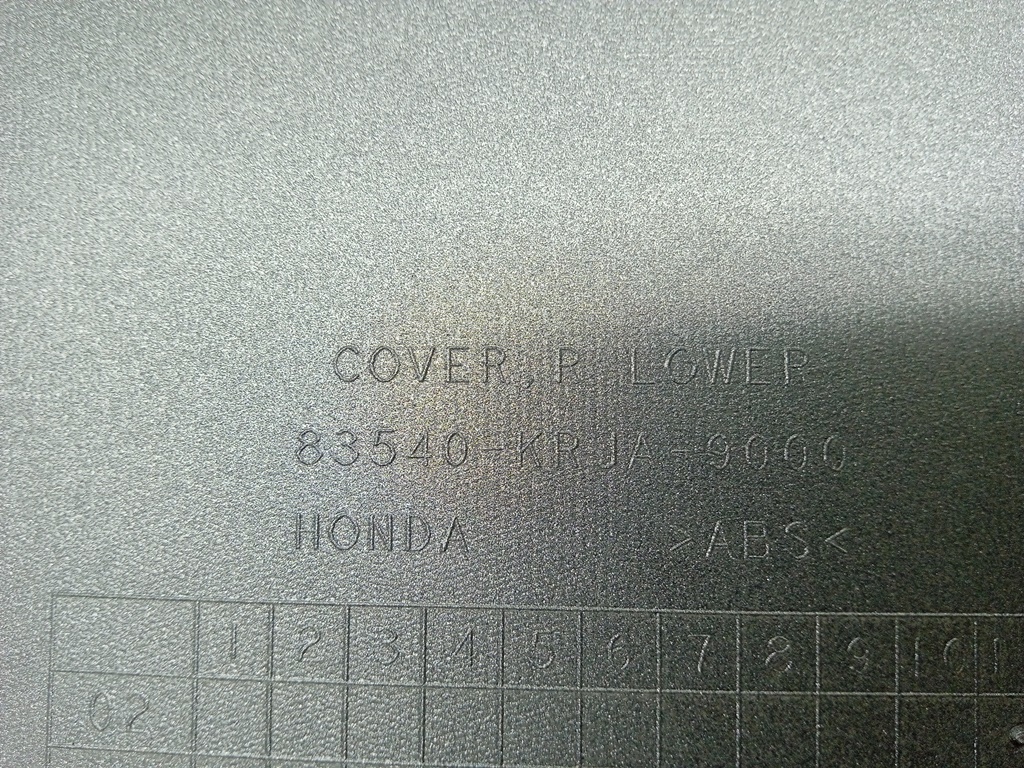 COVER, R LOWER
83540-KRJA-9000
HONDA >ABS<
1 2 3 4 5 6 7 8 9 10
02